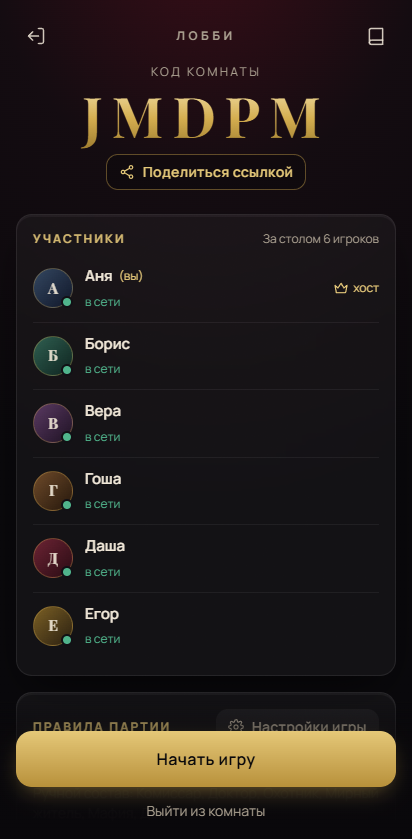 ЛОББИ
КОД КОМНАТЫ
JMDPM
Поделиться ссылкой
УЧАСТНИКИ За столом 6 игроков
А Аня (вы)
в сети
хост
Б Борис
в сети
В Вера
в сети
Г Гоша
в сети
Д Даша
в сети
Е Егор
в сети
ПРАВИЛА ПАРТИИ Настройки игры
Начать игру
Выйти из комнаты